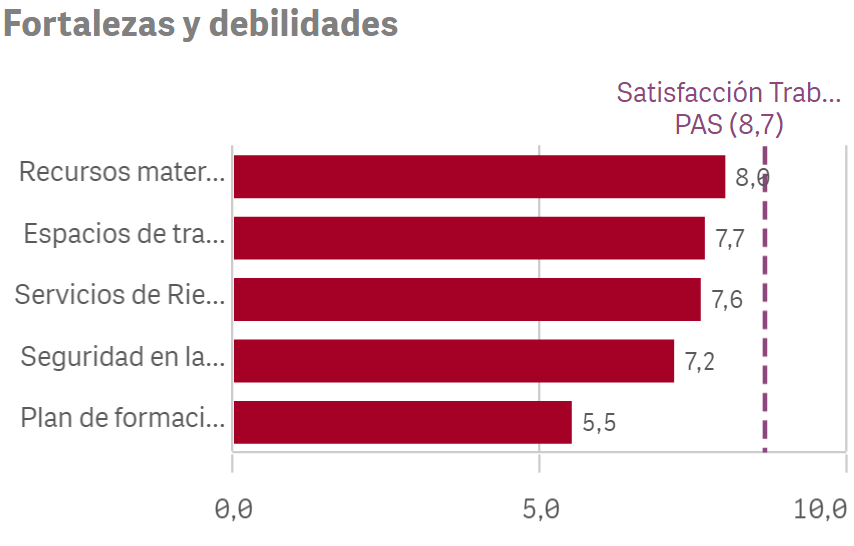 Fortalezas y debilidades
Satisfacción Trab...
PAS (8,7)
Recursos mater...
8,0
Espacios de tra...
7,7
Servicios de Rie...
7,6
Seguridad en la...
7,2
Plan de formaci...
5,5
0,0
5,0
10,0